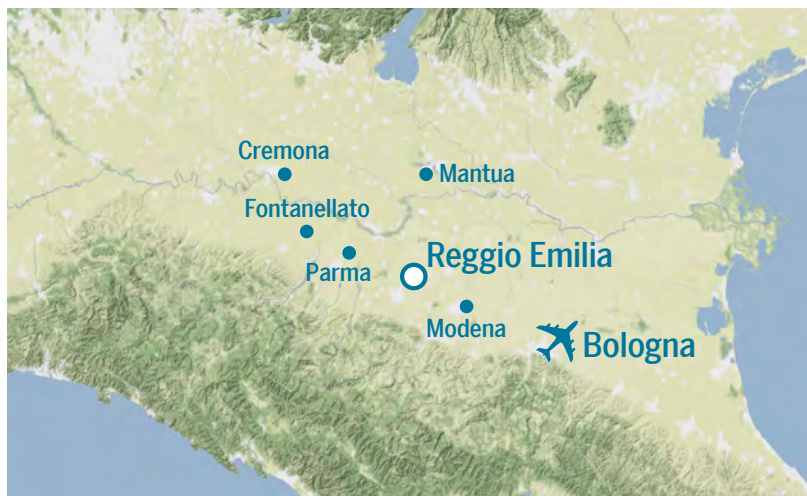 Cremona
Mantua
Fontanellato
Reggio Emilia
Parma
Modena
Bologna